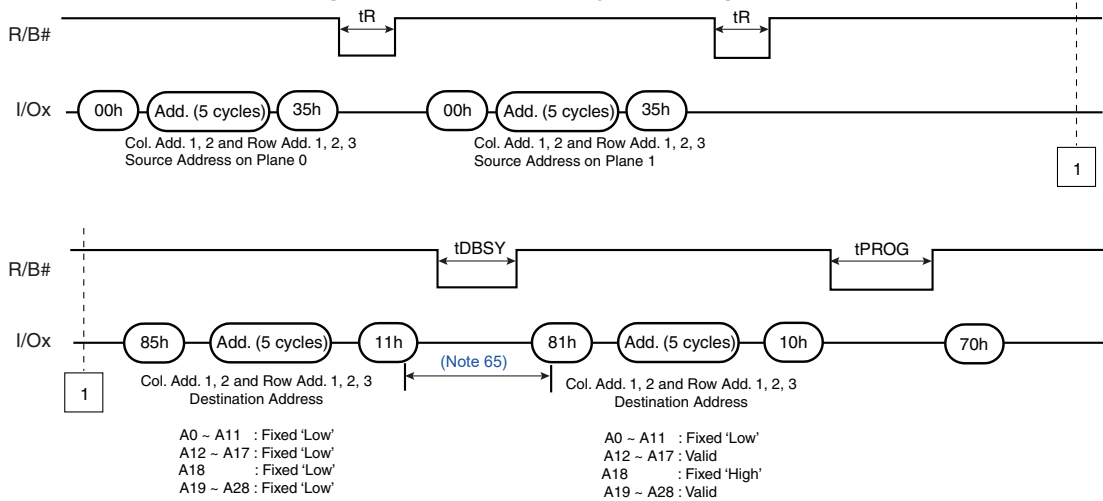 tR tR
R/B#
I/Ox 00h Add. (5 cycles) 35h 00h Add. (5 cycles) 35h
Col. Add. 1, 2 and Row Add. 1, 2, 3 Col. Add. 1, 2 and Row Add. 1, 2, 3
Source Address on Plane 0 Source Address on Plane 1
1
tDBSY tPROG
R/B#
I/Ox 85h Add. (5 cycles) 11h 81h Add. (5 cycles) 10h 70h
(Note 65)
1
Col. Add. 1, 2 and Row Add. 1, 2, 3 Col. Add. 1, 2 and Row Add. 1, 2, 3
Destination Address Destination Address
A0 ~ A11 : Fixed ‘Low’ A0 ~ A11 : Fixed ‘Low’
A12 ~ A17 : Fixed ‘Low’ A12 ~ A17 : Valid
A18 : Fixed ‘Low’ A18 : Fixed ‘High’
A19 ~ A28 : Fixed ‘Low’ A19 ~ A28 : Valid